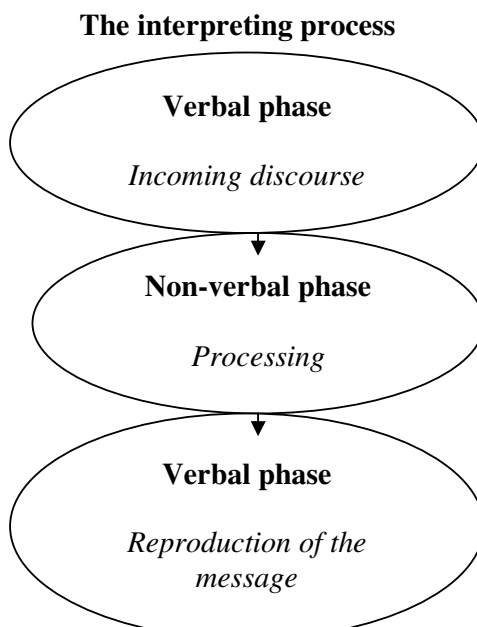 The interpreting process
Verbal phase
Incoming discourse
Non-verbal phase
Processing
Verbal phase
Reproduction of the
message